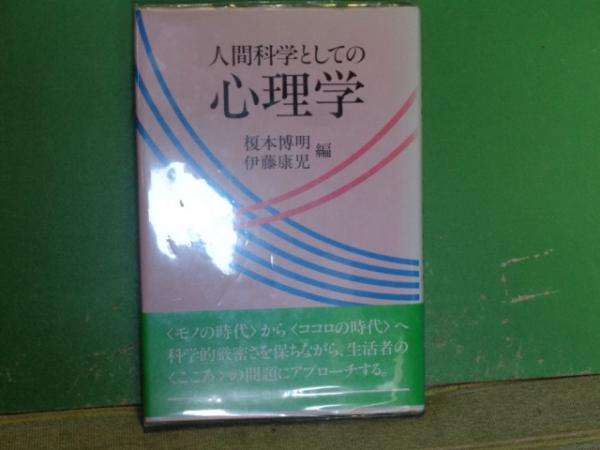 人間科学としての
心理学
榎本博明
伊藤康児
編
〈モノの時代〉から〈ココロの時代〉へ
科学的厳密さを保ちながら、生活者の
〈こころ〉の問題にアプローチする。